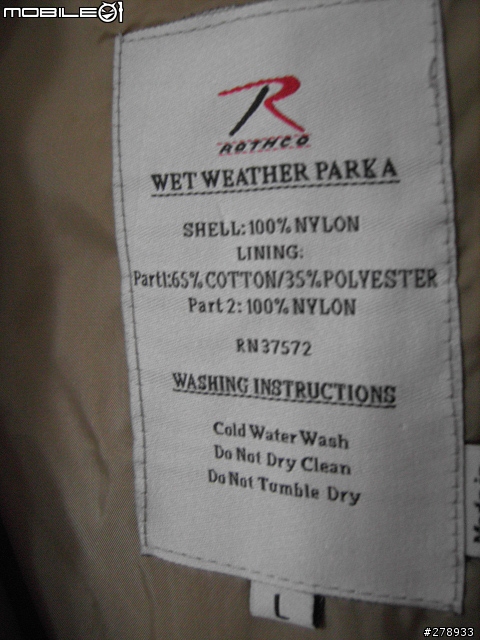 MOBILE01
ROTHCO
WET WEATHER PARKA
SHELL: 100% NYLON
LINING:
Part1:65% COTTON/35% POLYESTER
Part 2: 100% NYLON
RN 37572
WASHING INSTRUCTIONS
Cold Water Wash
Do Not Dry Clean
Do Not Tumble Dry
L
#278933